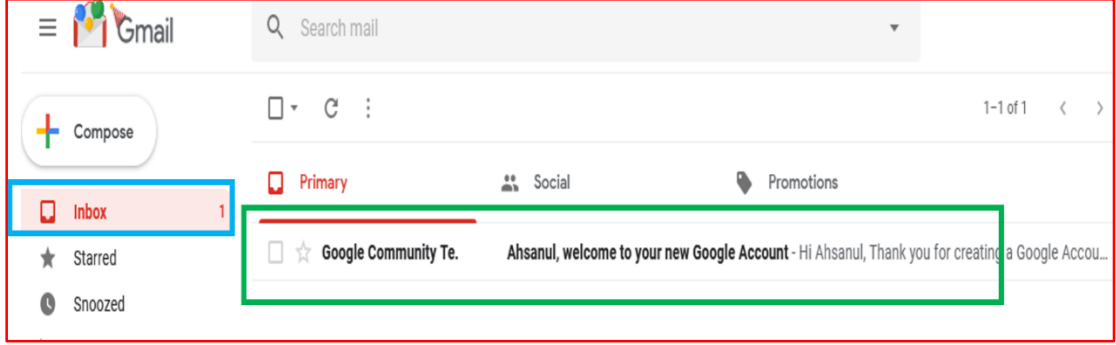 Gmail
Search mail
Compose
1–1 of 1
Primary Social Promotions
Inbox 1
Google Community Te. Ahsanul, welcome to your new Google Account - Hi Ahsanul, Thank you for creating a Google Accou...
Starred
Snoozed